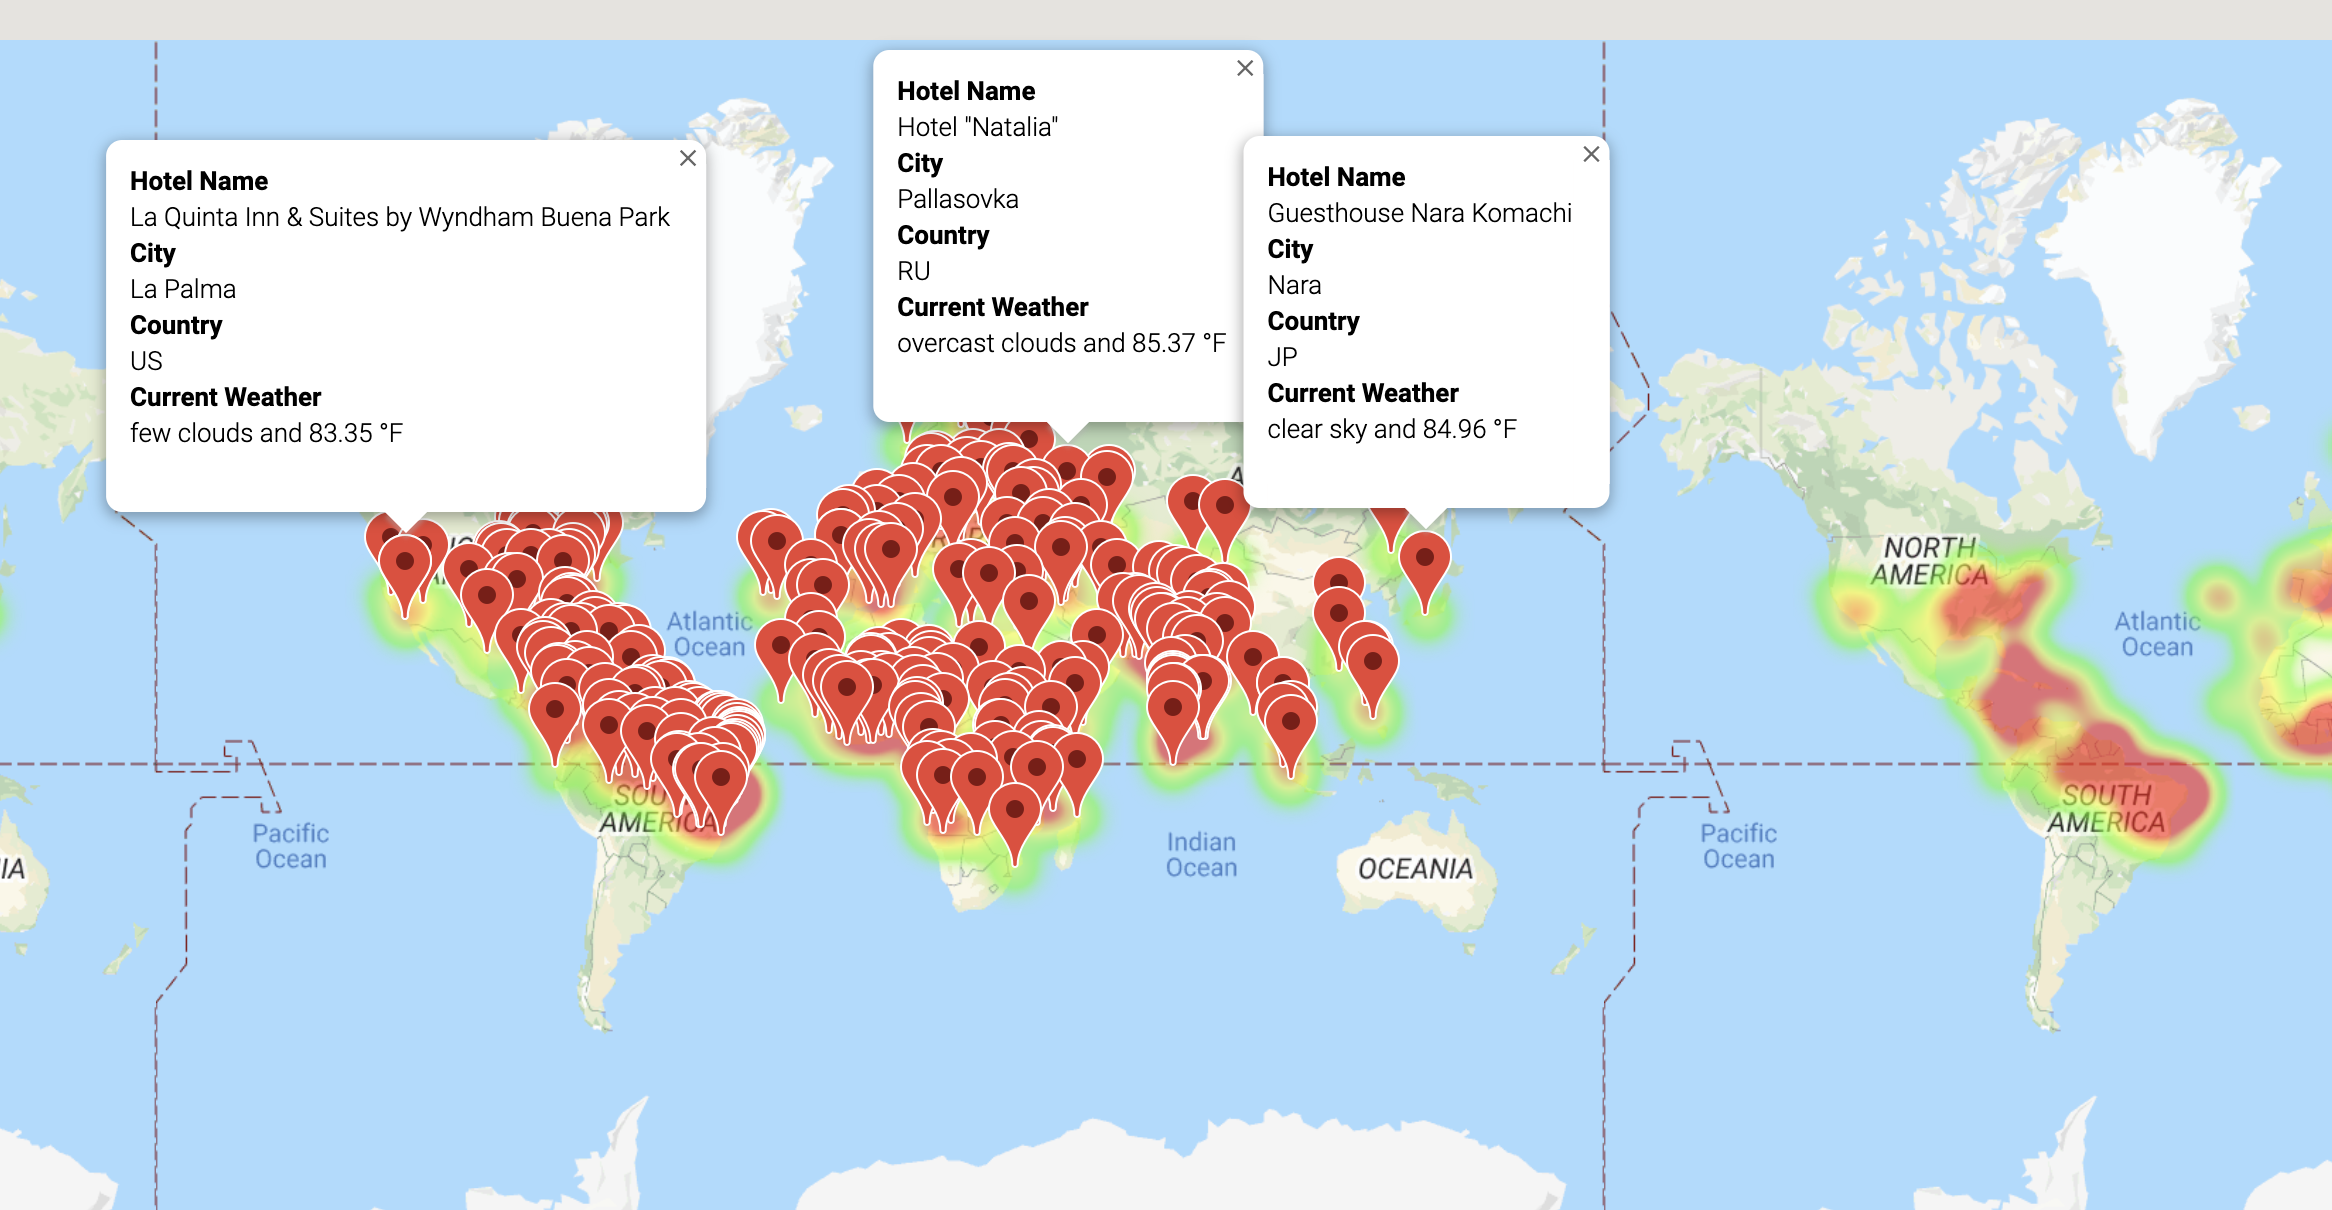 Hotel Name
La Quinta Inn & Suites by Wyndham Buena Park
City
La Palma
Country
US
Current Weather
few clouds and 83.35 °F
Hotel Name
Hotel "Natalia"
City
Pallasovka
Country
RU
Current Weather
overcast clouds and 85.37 °F
Hotel Name
Guesthouse Nara Komachi
City
Nara
Country
JP
Current Weather
clear sky and 84.96 °F
Atlantic
Ocean
NORTH
AMERICA
Atlantic
Ocean
AMERICA
SOUTH
AMERICA
Pacific
Ocean
Indian
Ocean
OCEANIA
Pacific
Ocean